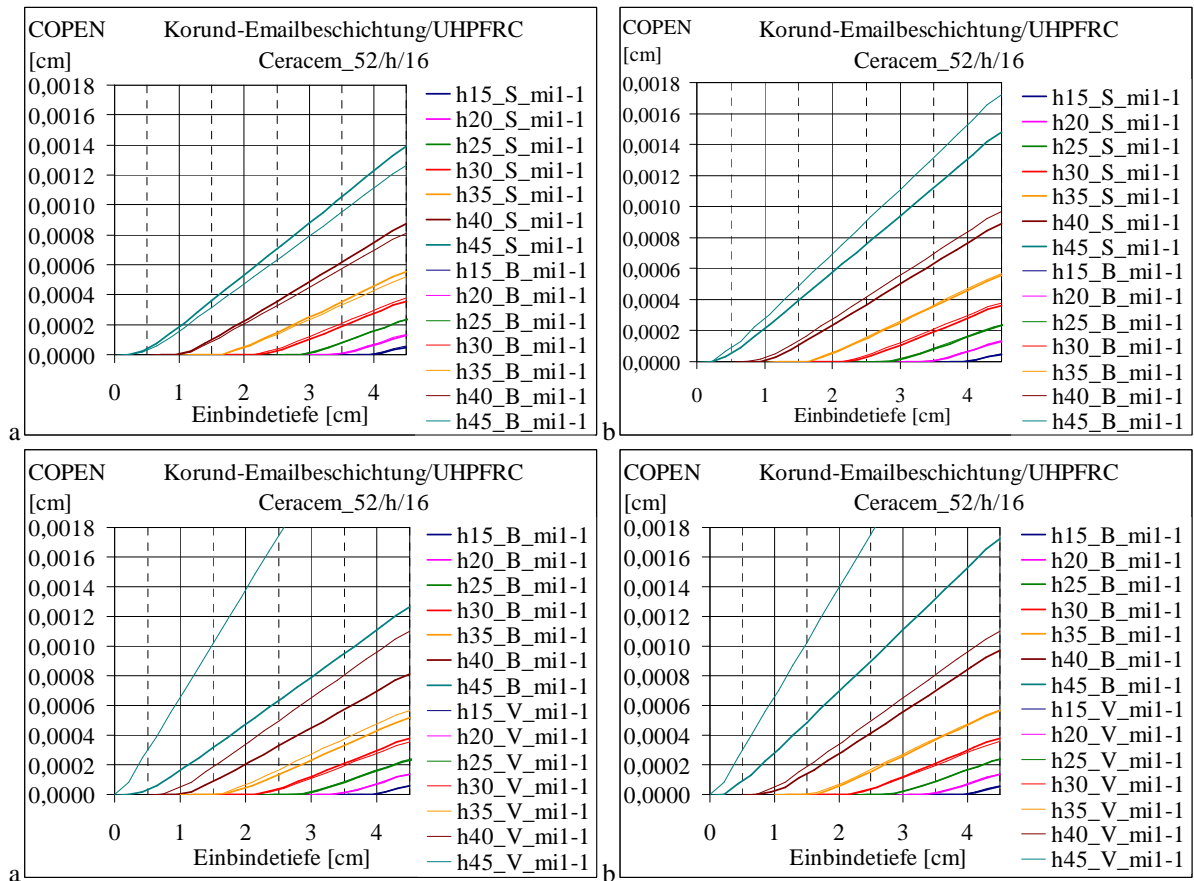 COPEN
[cm]
Korund-Emailbeschichtung/UHPFRC
Ceracem_52/h/16
0,0018
0,0016
0,0014
0,0012
0,0010
0,0008
0,0006
0,0004
0,0002
0,0000
0 1 2 3 4
Einbindetiefe [cm]
h15_S_mi1-1
h20_S_mi1-1
h25_S_mi1-1
h30_S_mi1-1
h35_S_mi1-1
h40_S_mi1-1
h45_S_mi1-1
h15_B_mi1-1
h20_B_mi1-1
h25_B_mi1-1
h30_B_mi1-1
h35_B_mi1-1
h40_B_mi1-1
h45_B_mi1-1
a
COPEN
[cm]
Korund-Emailbeschichtung/UHPFRC
Ceracem_52/h/16
0,0018
0,0016
0,0014
0,0012
0,0010
0,0008
0,0006
0,0004
0,0002
0,0000
0 1 2 3 4
Einbindetiefe [cm]
h15_S_mi1-1
h20_S_mi1-1
h25_S_mi1-1
h30_S_mi1-1
h35_S_mi1-1
h40_S_mi1-1
h45_S_mi1-1
h15_B_mi1-1
h20_B_mi1-1
h25_B_mi1-1
h30_B_mi1-1
h35_B_mi1-1
h40_B_mi1-1
h45_B_mi1-1
b
COPEN
[cm]
Korund-Emailbeschichtung/UHPFRC
Ceracem_52/h/16
0,0018
0,0016
0,0014
0,0012
0,0010
0,0008
0,0006
0,0004
0,0002
0,0000
0 1 2 3 4
Einbindetiefe [cm]
h15_B_mi1-1
h20_B_mi1-1
h25_B_mi1-1
h30_B_mi1-1
h35_B_mi1-1
h40_B_mi1-1
h45_B_mi1-1
h15_V_mi1-1
h20_V_mi1-1
h25_V_mi1-1
h30_V_mi1-1
h35_V_mi1-1
h40_V_mi1-1
h45_V_mi1-1
a
COPEN
[cm]
Korund-Emailbeschichtung/UHPFRC
Ceracem_52/h/16
0,0018
0,0016
0,0014
0,0012
0,0010
0,0008
0,0006
0,0004
0,0002
0,0000
0 1 2 3 4
Einbindetiefe [cm]
h15_B_mi1-1
h20_B_mi1-1
h25_B_mi1-1
h30_B_mi1-1
h35_B_mi1-1
h40_B_mi1-1
h45_B_mi1-1
h15_V_mi1-1
h20_V_mi1-1
h25_V_mi1-1
h30_V_mi1-1
h35_V_mi1-1
h40_V_mi1-1
h45_V_mi1-1
b